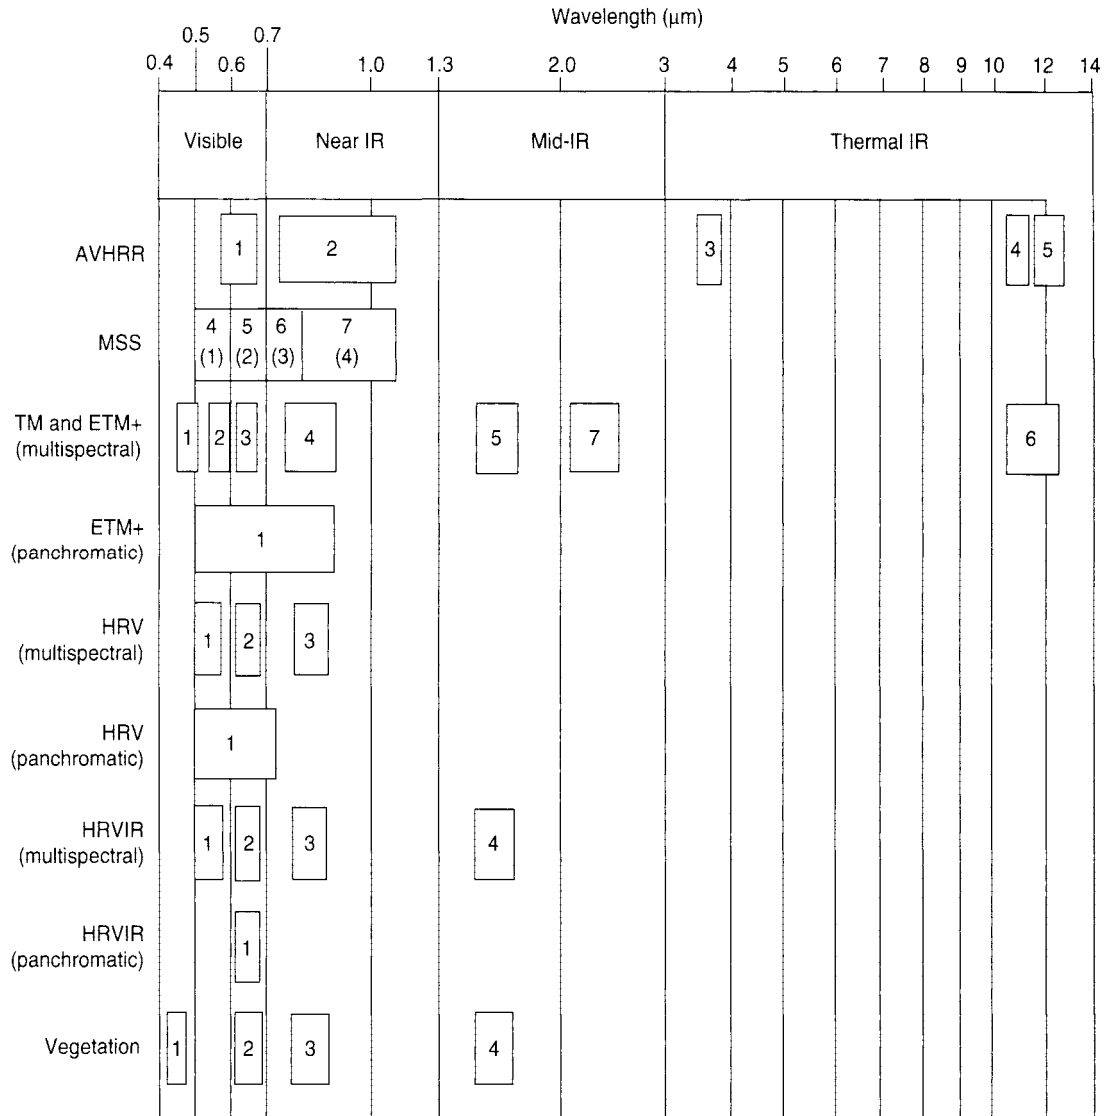 Wavelength (μm)
0.5 0.7
0.4 0.6 1.0 1.3 2.0 3 4 5 6 7 8 9 10 12 14
Visible Near IR Mid-IR Thermal IR
AVHRR 1 2 3 4 5
MSS 4 5 6 7
(1) (2) (3) (4)
TM and ETM+
(multispectral) 1 2 3 4 5 7 6
ETM+
(panchromatic) 1
HRV
(multispectral) 1 2 3
HRV
(panchromatic) 1
HRVIR
(multispectral) 1 2 3 4
HRVIR
(panchromatic) 1
Vegetation 1 2 3 4